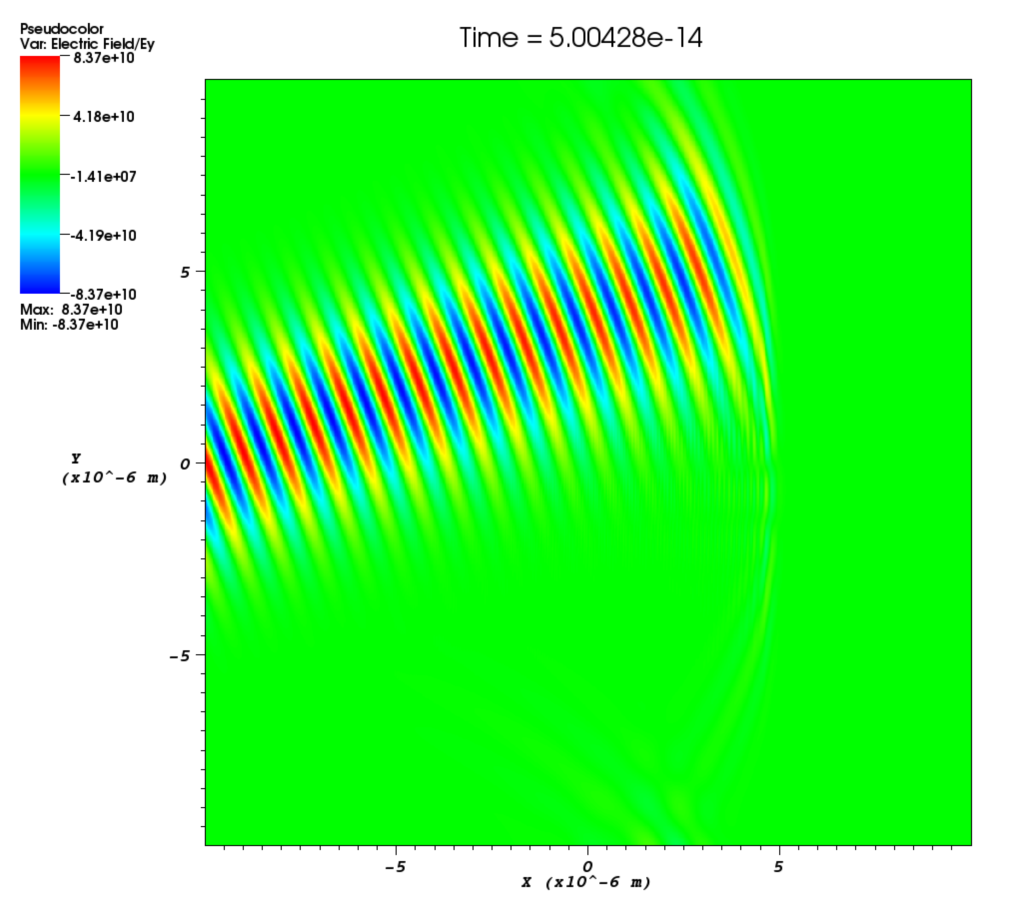 Pseudocolor
Var: Electric Field/Ey
Time = 5.00428e-14
8.37e+10
4.18e+10
-1.41e+07
-4.19e+10
-8.37e+10
Max: 8.37e+10
Min: -8.37e+10
5
0
-5
Y
(x10^-6 m)
-5
0
5
X (x10^-6 m)